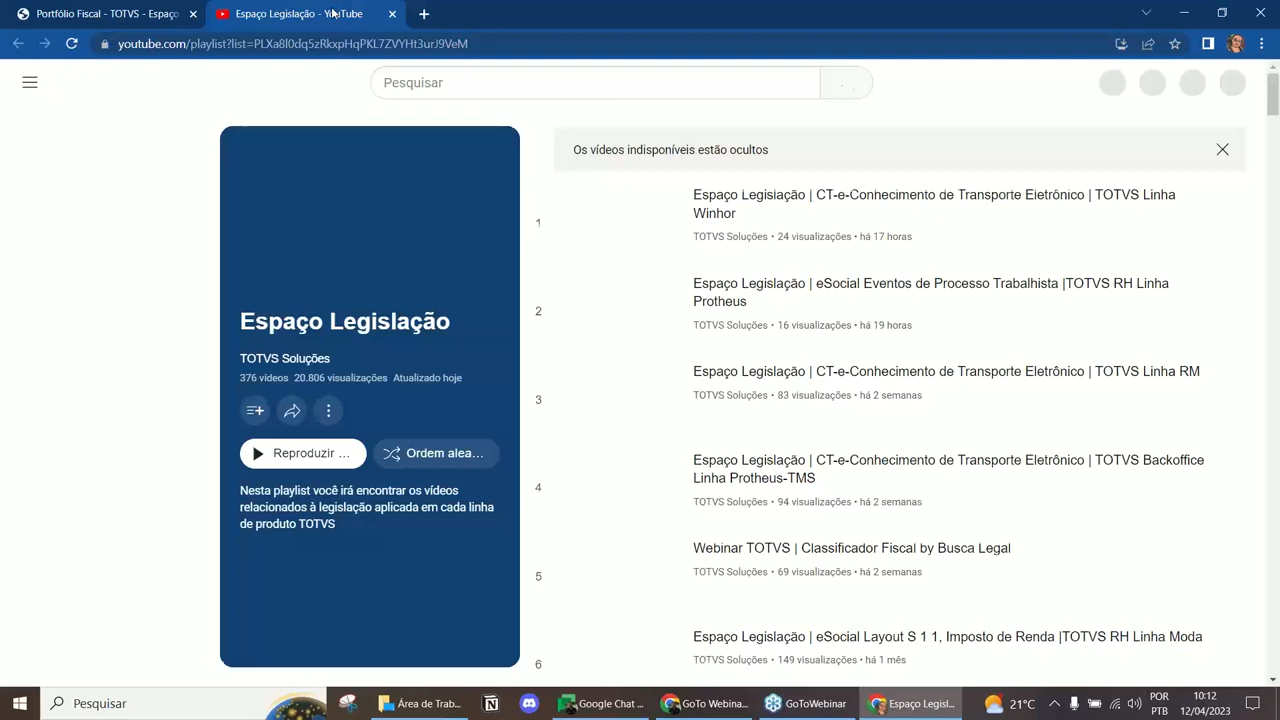 Portfólio Fiscal - TOTVS - Espaço
Espaço Legislação - YouTube
youtube.com/playlist?list=PLXa8l0dq5zRkxpHqPKL7ZVYHt3urJ9VeM
Pesquisar
Espaço Legislação
TOTVS Soluções
376 vídeos 20.806 visualizações Atualizado hoje
Reproduzir ...
Ordem alea...
Nesta playlist você irá encontrar os vídeos
relacionados à legislação aplicada em cada linha
de produto TOTVS
Os vídeos indisponíveis estão ocultos
1
Espaço Legislação | CT-e-Conhecimento de Transporte Eletrônico | TOTVS Linha
Winhor
TOTVS Soluções • 24 visualizações • há 17 horas
2
Espaço Legislação | eSocial Eventos de Processo Trabalhista |TOTVS RH Linha
Protheus
TOTVS Soluções • 16 visualizações • há 19 horas
3
Espaço Legislação | CT-e-Conhecimento de Transporte Eletrônico | TOTVS Linha RM
TOTVS Soluções • 83 visualizações • há 2 semanas
4
Espaço Legislação | CT-e-Conhecimento de Transporte Eletrônico | TOTVS Backoffice
Linha Protheus-TMS
TOTVS Soluções • 94 visualizações • há 2 semanas
5
Webinar TOTVS | Classificador Fiscal by Busca Legal
TOTVS Soluções • 69 visualizações • há 2 semanas
6
Espaço Legislação | eSocial Layout S 1 1, Imposto de Renda |TOTVS RH Linha Moda
TOTVS Soluções • 149 visualizações • há 1 mês
Pesquisar
Área de Trab...
Google Chat ...
GoTo Webina...
GoToWebinar
Espaço Legisl...
21°C
POR
PTB
10:12
12/04/2023